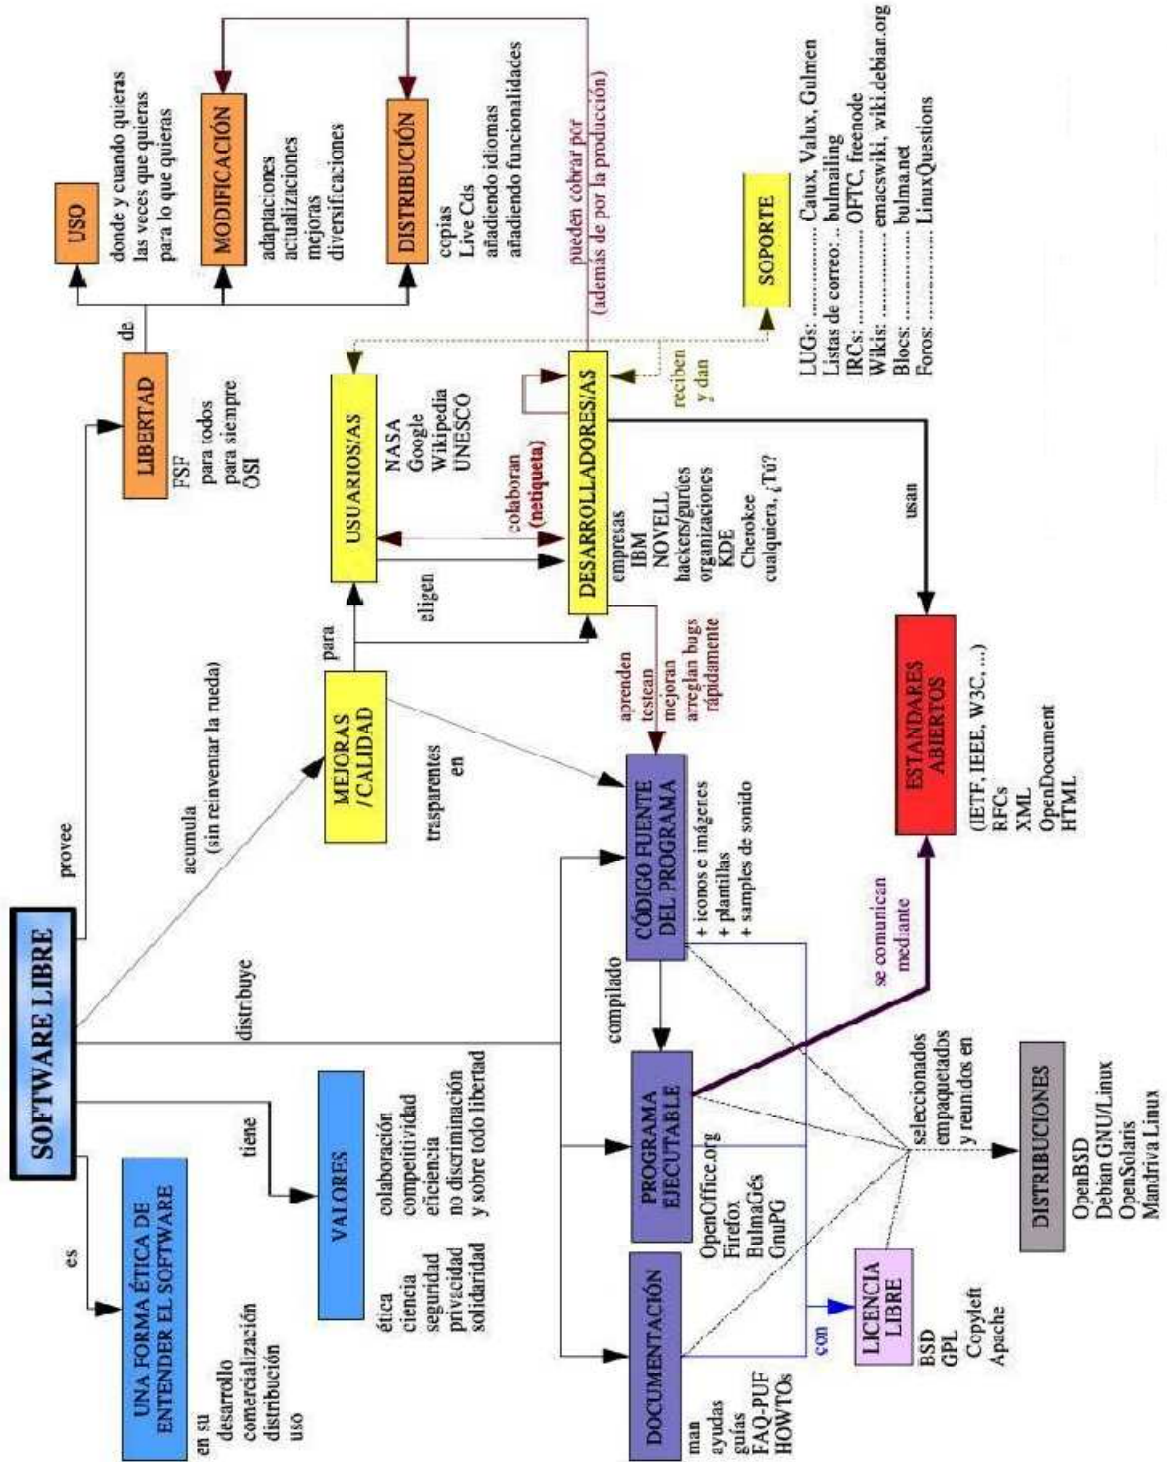 SOFTWARE LIBRE
es
tiene
distribuye
acumula
(sin reinventar la rueda)
provee
UNA FORMA ÉTICA DE
ENTENDER EL SOFTWARE
en su
desarrollo
comercialización
distribución
uso
VALORES
ética
ciencia
seguridad
privacidad
solidaridad
colaboración
competitividad
eficiencia
no discriminación
y sobre todo libertad
MEJORAS
/CALIDAD
para
trasparentes
en
LIBERTAD
FSF
para todos
para siempre
OSI
de
USO
donde y cuando quieras
las veces que quieras
para lo que quieras
MODIFICACIÓN
adaptaciones
actualizaciones
mejoras
diversificaciones
DISTRIBUCIÓN
copias
Live Cds
añadiendo idiomas
añadiendo funcionalidades
pueden cobrar por
(además de por la producción)
USUARIOS/AS
NASA
Google
Wikipedia
UNESCO
eligen
colaboran
(netiqueta)
DESARROLLADORES/AS
empresas
IBM
NOVELL
hackers/gurúes
organizaciones
KDE
Cherokee
cualquiera, ¿Tú?
reciben
y dan
SOPORTE
LUGs: ................. Catux, Valux, Gulmen
Listas de correo: .. bulmailing
IRCs: .................. OFTC, freenode
Wikis: ................. emacswiki, wiki.debian.org
Blocs: ................. bulma.net
Foros: ................. LinuxQuestions
aprenden
testean
mejoran
arreglan bugs
rápidamente
usan
DOCUMENTACIÓN
man
ayudas
guías
FAQ-PUF
HOWTOs
PROGRAMA
EJECUTABLE
OpenOffice.org
Firefox
BulmaGés
GnuPG
compilado
CÓDIGO FUENTE
DEL PROGRAMA
+ iconos e imágenes
+ plantillas
+ samples de sonido
con
LICENCIA
LIBRE
BSD
GPL
Copyleft
Apache
se comunican
mediante
ESTANDARES
ABIERTOS
(IETF, IEEE, W3C, ...)
RFCs
XML
OpenDocument
HTML
seleccionados
empaquetados
y reunidos en
DISTRIBUCIONES
OpenBSD
Debian GNU/Linux
OpenSolaris
Mandriva Linux